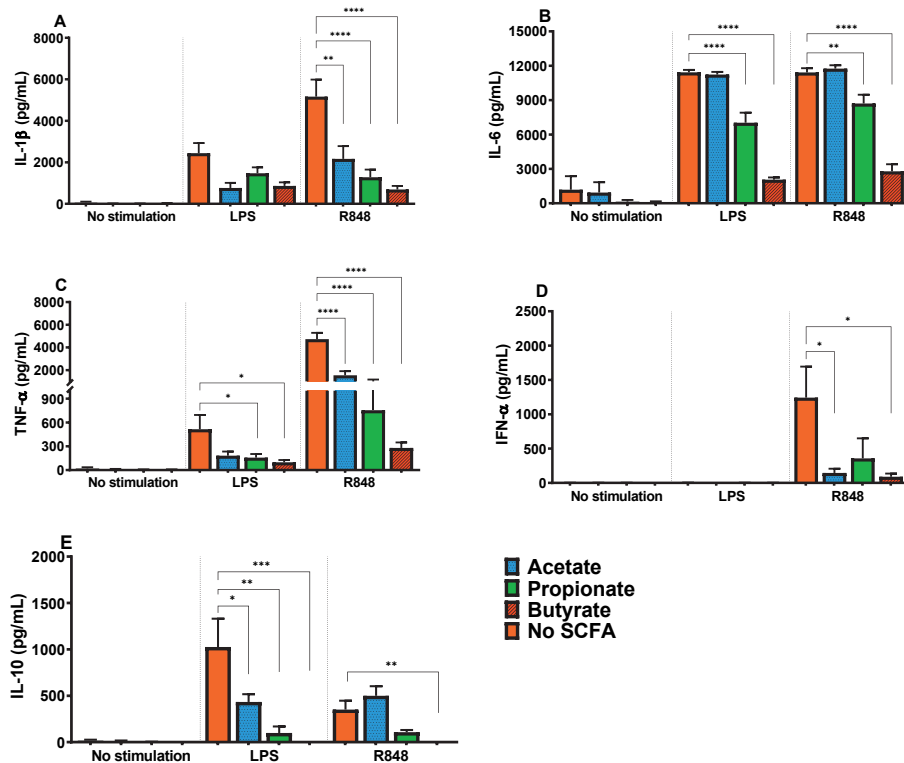 A
8000
6000
4000
2000
0
IL-1β (pg/mL)
**
****
****
No stimulation LPS R848
B
15000
12000
9000
6000
3000
0
IL-6 (pg/mL)
****
****
**
****
No stimulation LPS R848
C
8000
6000
4000
2000
900
600
300
0
TNF-α (pg/mL)
*
*
****
****
****
No stimulation LPS R848
D
2500
2000
1500
1000
500
0
IFN-α (pg/mL)
*
*
No stimulation LPS R848
E
2000
1500
1000
500
0
IL-10 (pg/mL)
***
**
*
**
No stimulation LPS R848
Acetate
Propionate
Butyrate
No SCFA